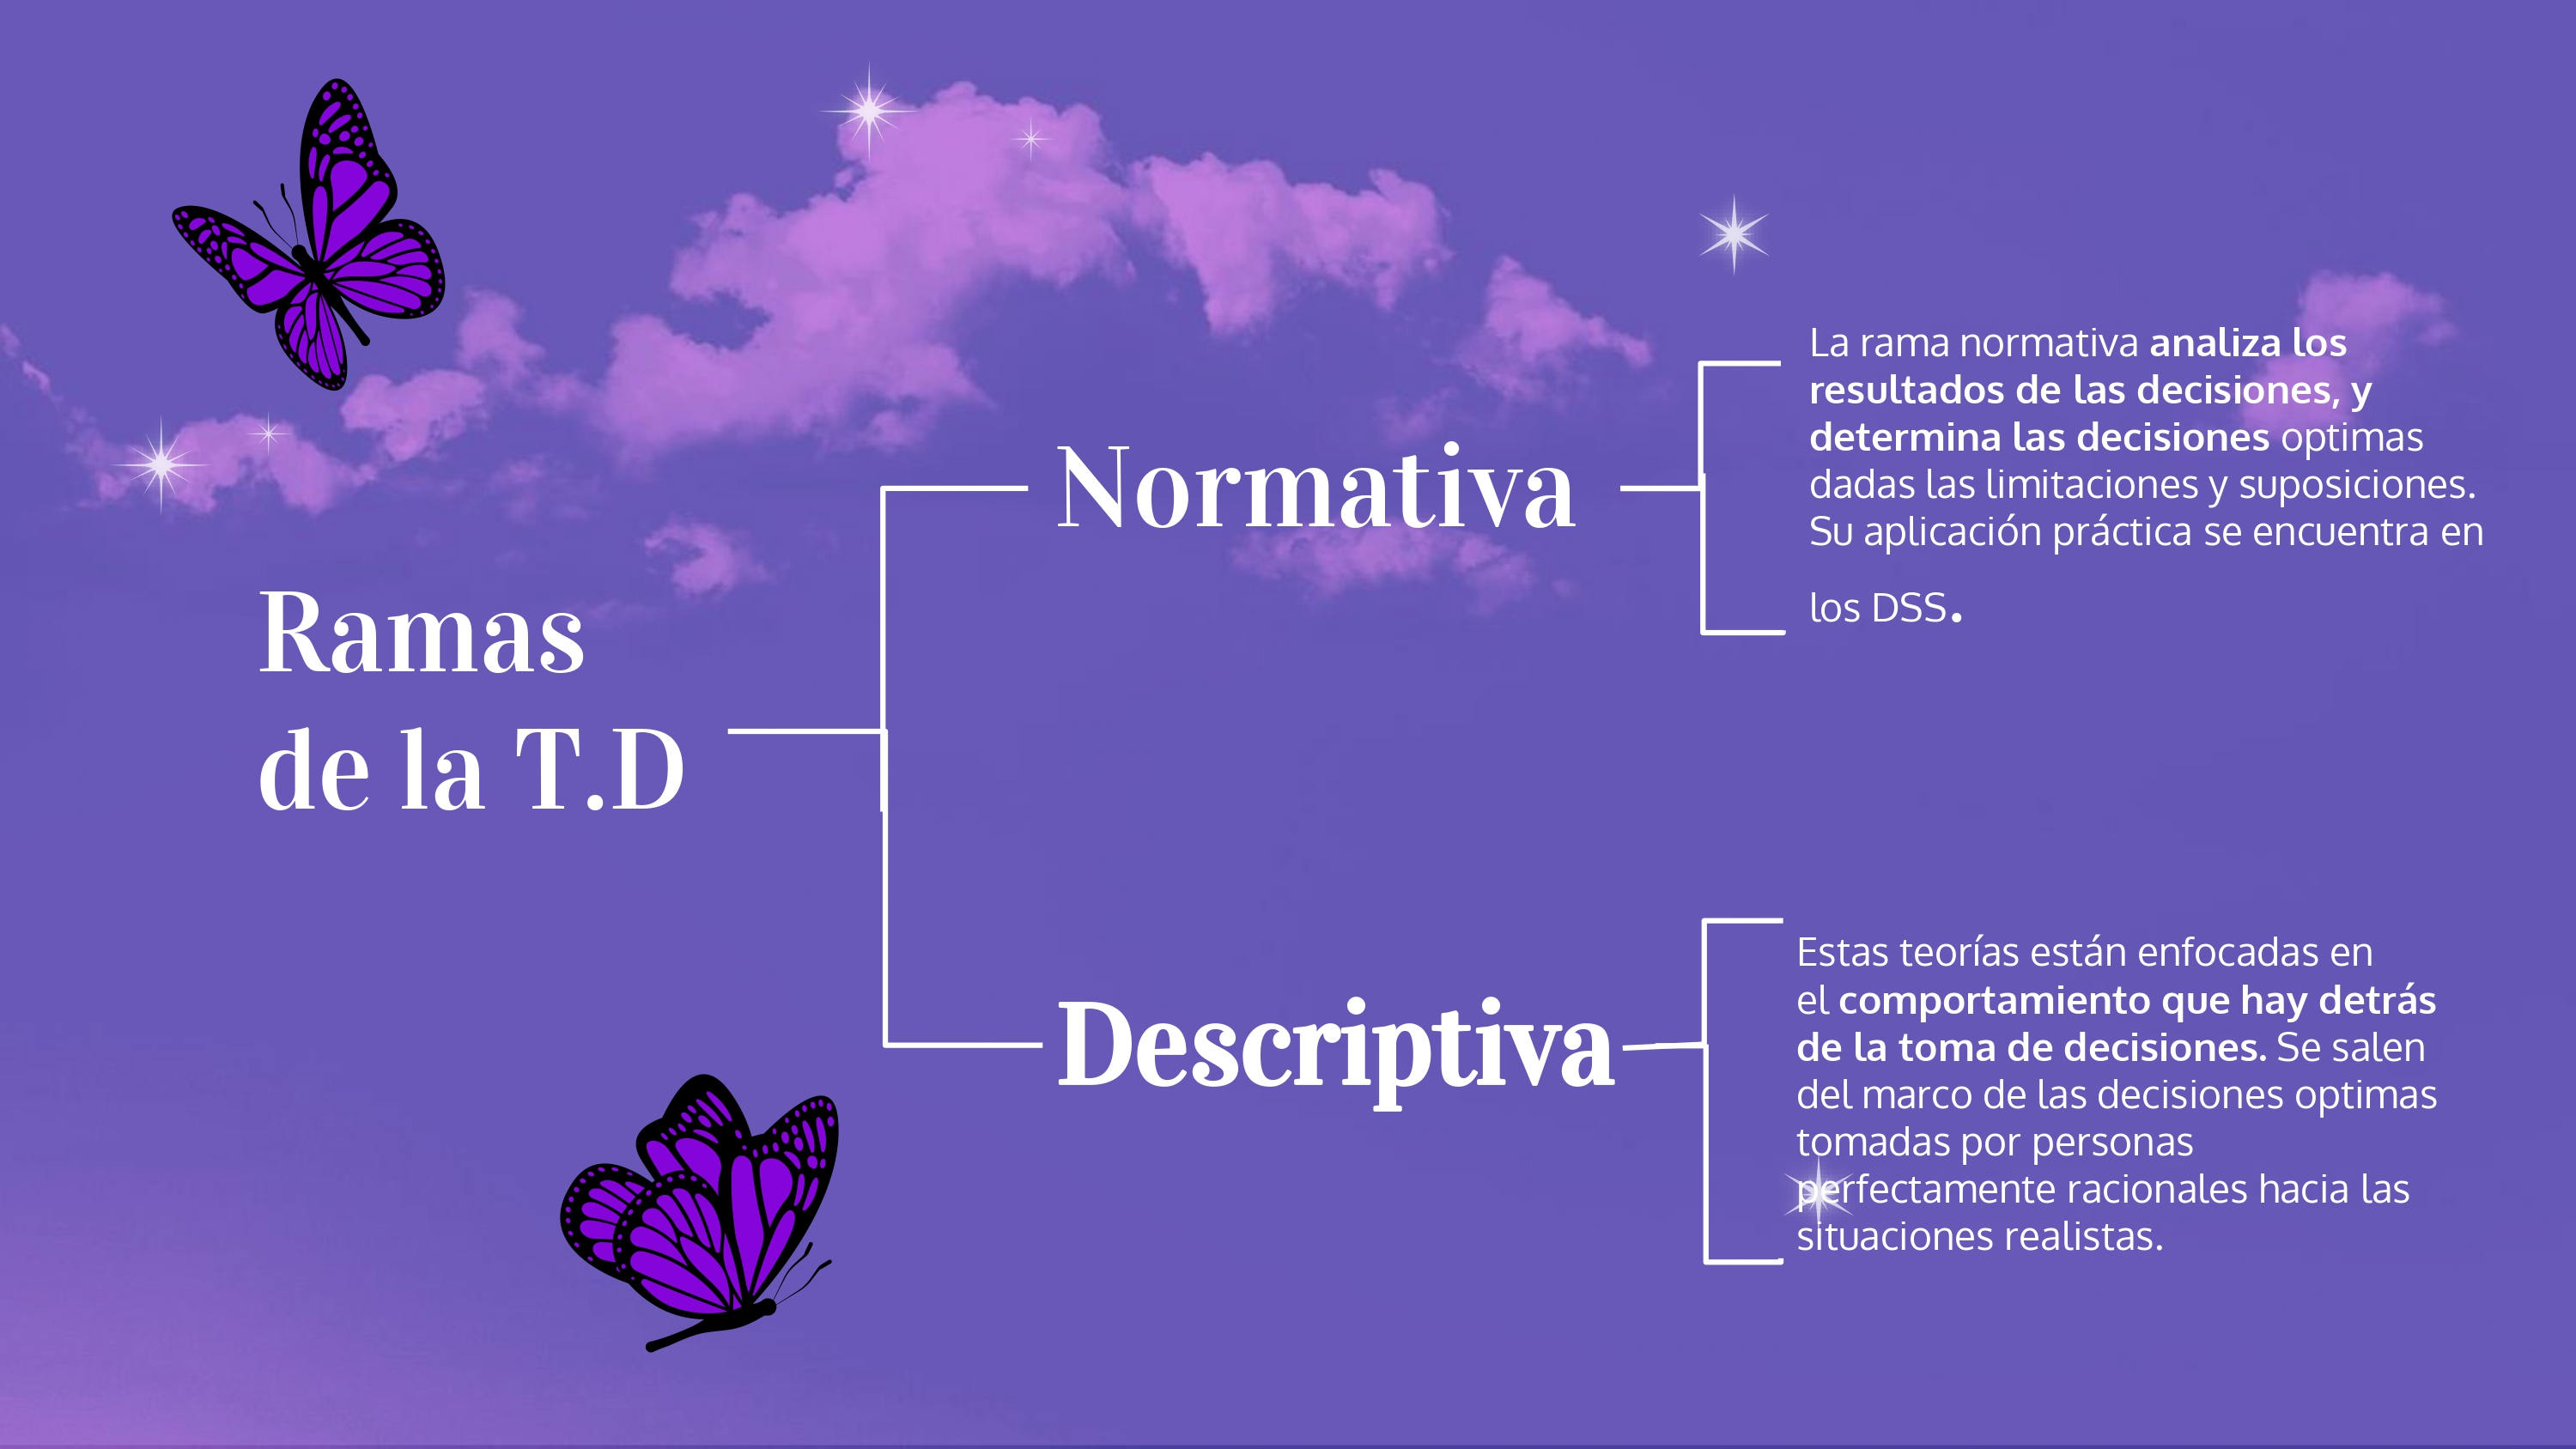 Ramas
de la T.D
Normativa
La rama normativa analiza los
resultados de las decisiones, y
determina las decisiones optimas
dadas las limitaciones y suposiciones.
Su aplicación práctica se encuentra en
los DSS.
Descriptiva
Estas teorías están enfocadas en
el comportamiento que hay detrás
de la toma de decisiones. Se salen
del marco de las decisiones optimas
tomadas por personas
perfectamente racionales hacia las
situaciones realistas.